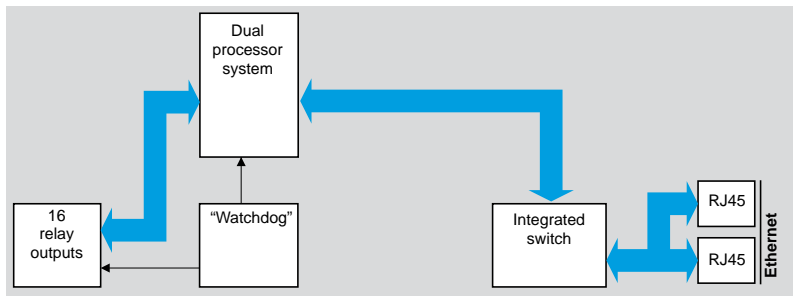 Dual
processor
system
16
relay
outputs
“Watchdog”
Integrated
switch
RJ45
RJ45
Ethernet